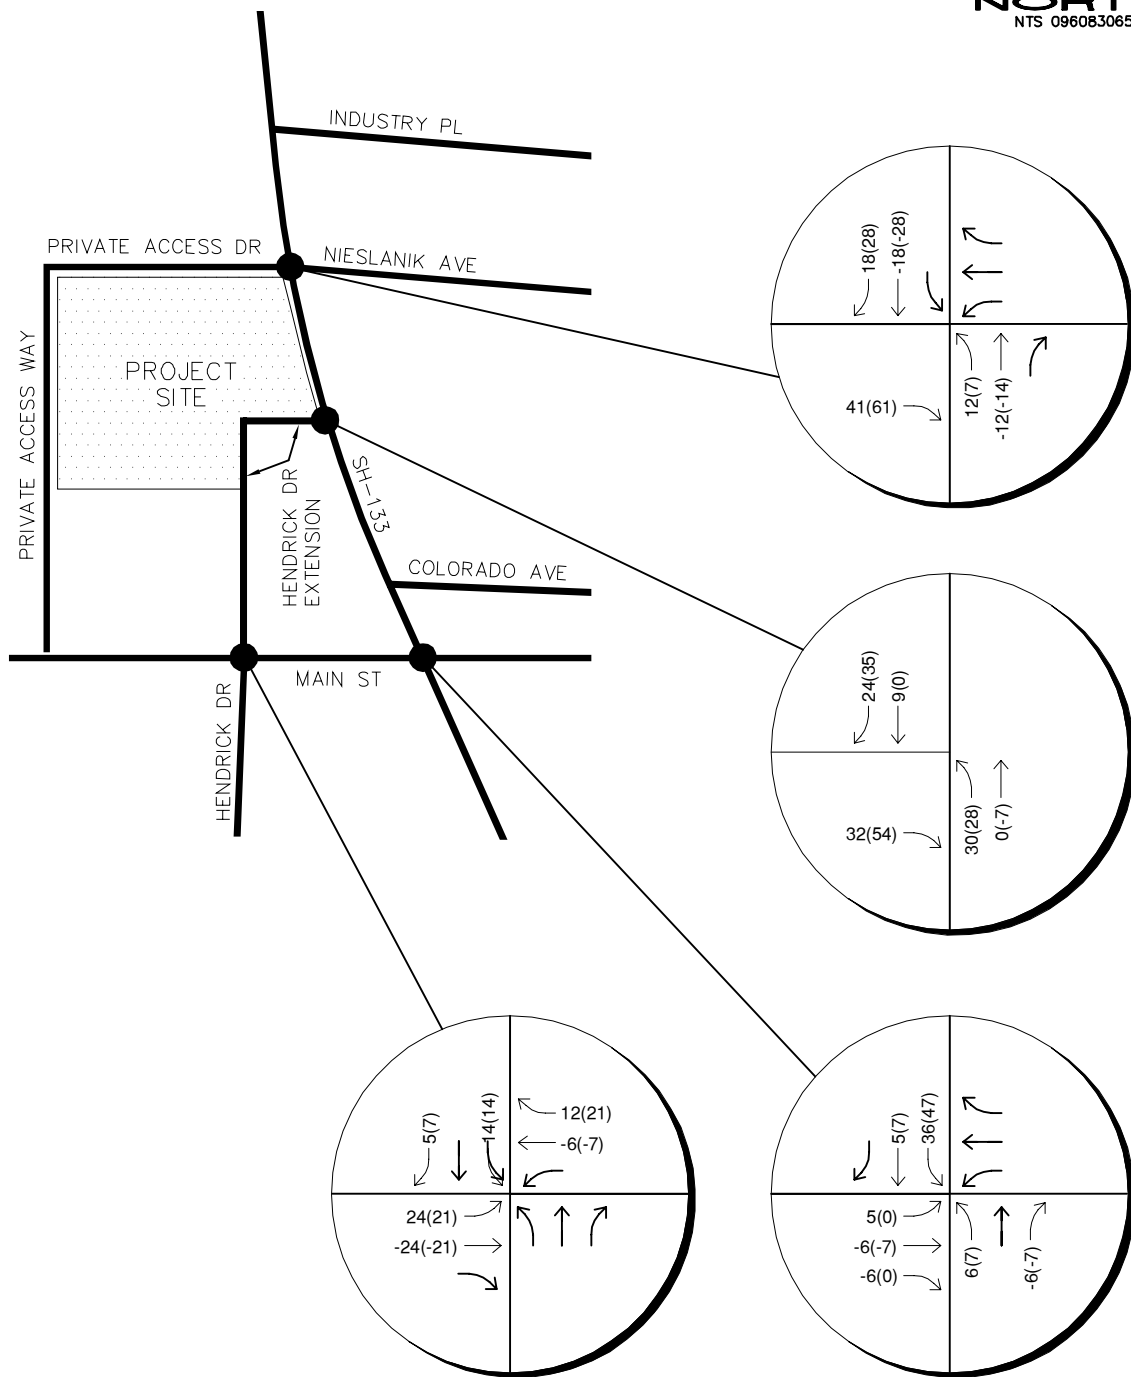 NORT
NTS 096083065
INDUSTRY PL
PRIVATE ACCESS DR
NIESLANIK AVE
PROJECT
SITE
PRIVATE ACCESS WAY
HENDRICK DR
EXTENSION
SH-133
COLORADO AVE
MAIN ST
HENDRICK DR
18(28)
-18(-28)
41(61)
12(7)
-12(-14)
24(35)
9(0)
32(54)
30(28)
0(-7)
5(7)
14(14)
12(21)
-6(-7)
24(21)
-24(-21)
5(7)
36(47)
5(0)
-6(-7)
-6(0)
6(7)
-6(-7)